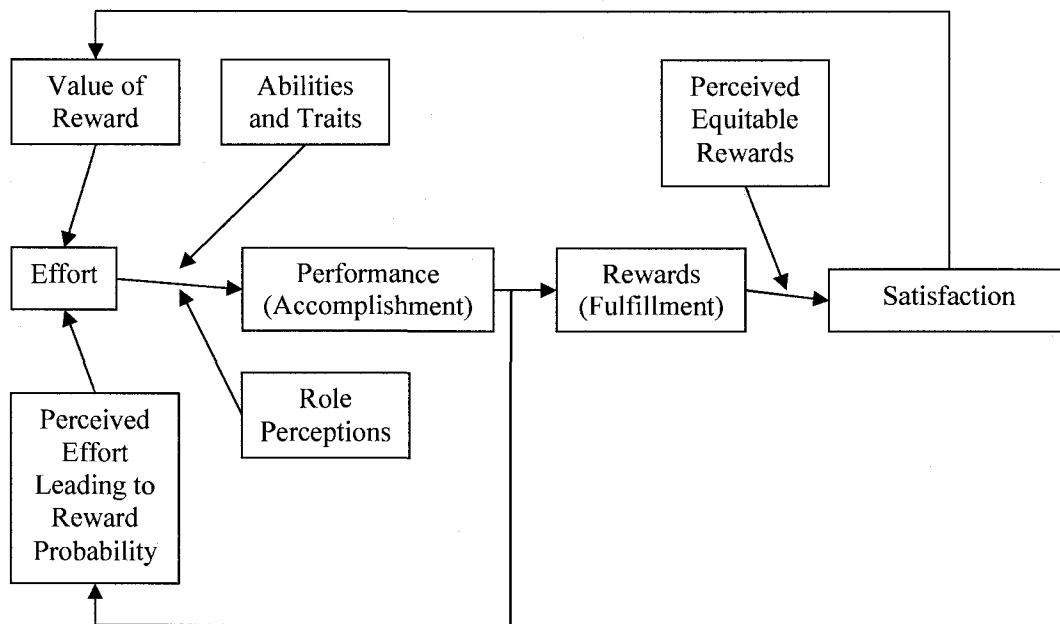 Value of
Reward
Abilities
and Traits
Perceived
Equitable
Rewards
Effort
Performance
(Accomplishment)
Rewards
(Fulfillment)
Satisfaction
Perceived
Effort
Leading to
Reward
Probability
Role
Perceptions